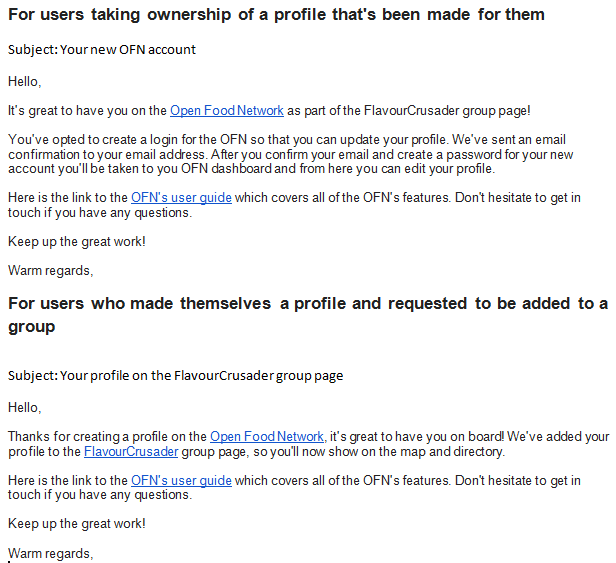 For users taking ownership of a profile that's been made for them
Subject: Your new OFN account
Hello,
It's great to have you on the Open Food Network as part of the FlavourCrusader group page!
You've opted to create a login for the OFN so that you can update your profile. We've sent an email
confirmation to your email address. After you confirm your email and create a password for your new
account you'll be taken to you OFN dashboard and from here you can edit your profile.
Here is the link to the OFN's user guide which covers all of the OFN's features. Don't hesitate to get in
touch if you have any questions.
Keep up the great work!
Warm regards,
For users who made themselves a profile and requested to be added to a
group
Subject: Your profile on the FlavourCrusader group page
Hello,
Thanks for creating a profile on the Open Food Network, it's great to have you on board! We've added your
profile to the FlavourCrusader group page, so you'll now show on the map and directory.
Here is the link to the OFN's user guide which covers all of the OFN's features. Don't hesitate to get in
touch if you have any questions.
Keep up the great work!
Warm regards,